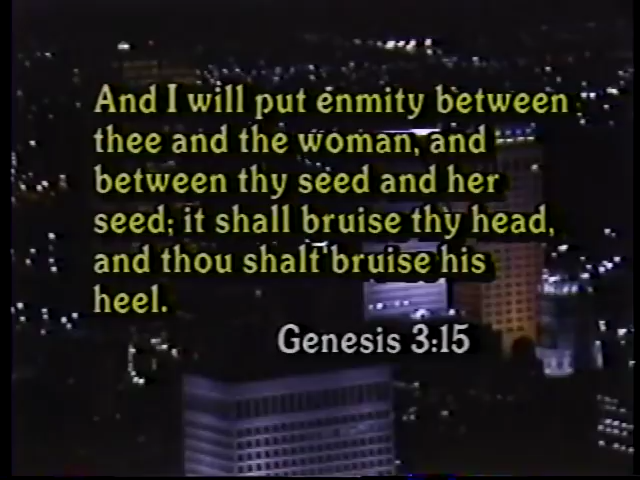 And I will put enmity between
thee and the woman, and
between thy seed and her
seed; it shall bruise thy head,
and thou shalt bruise his
heel.
Genesis 3:15